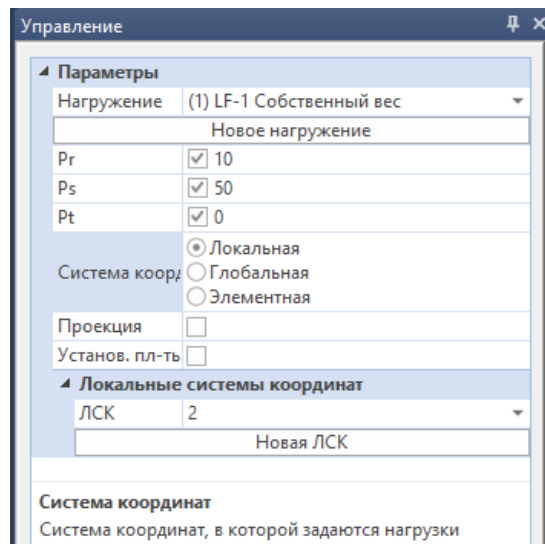 Управление
Параметры
Нагружение (1) LF-1 Собственный вес
Новое нагружение
Pr 10
Ps 50
Pt 0
Локальная
Система коорд Глобальная
Элементная
Проекция
Установ. пл-ть
Локальные системы координат
ЛСК 2
Новая ЛСК
Система координат
Система координат, в которой задаются нагрузки